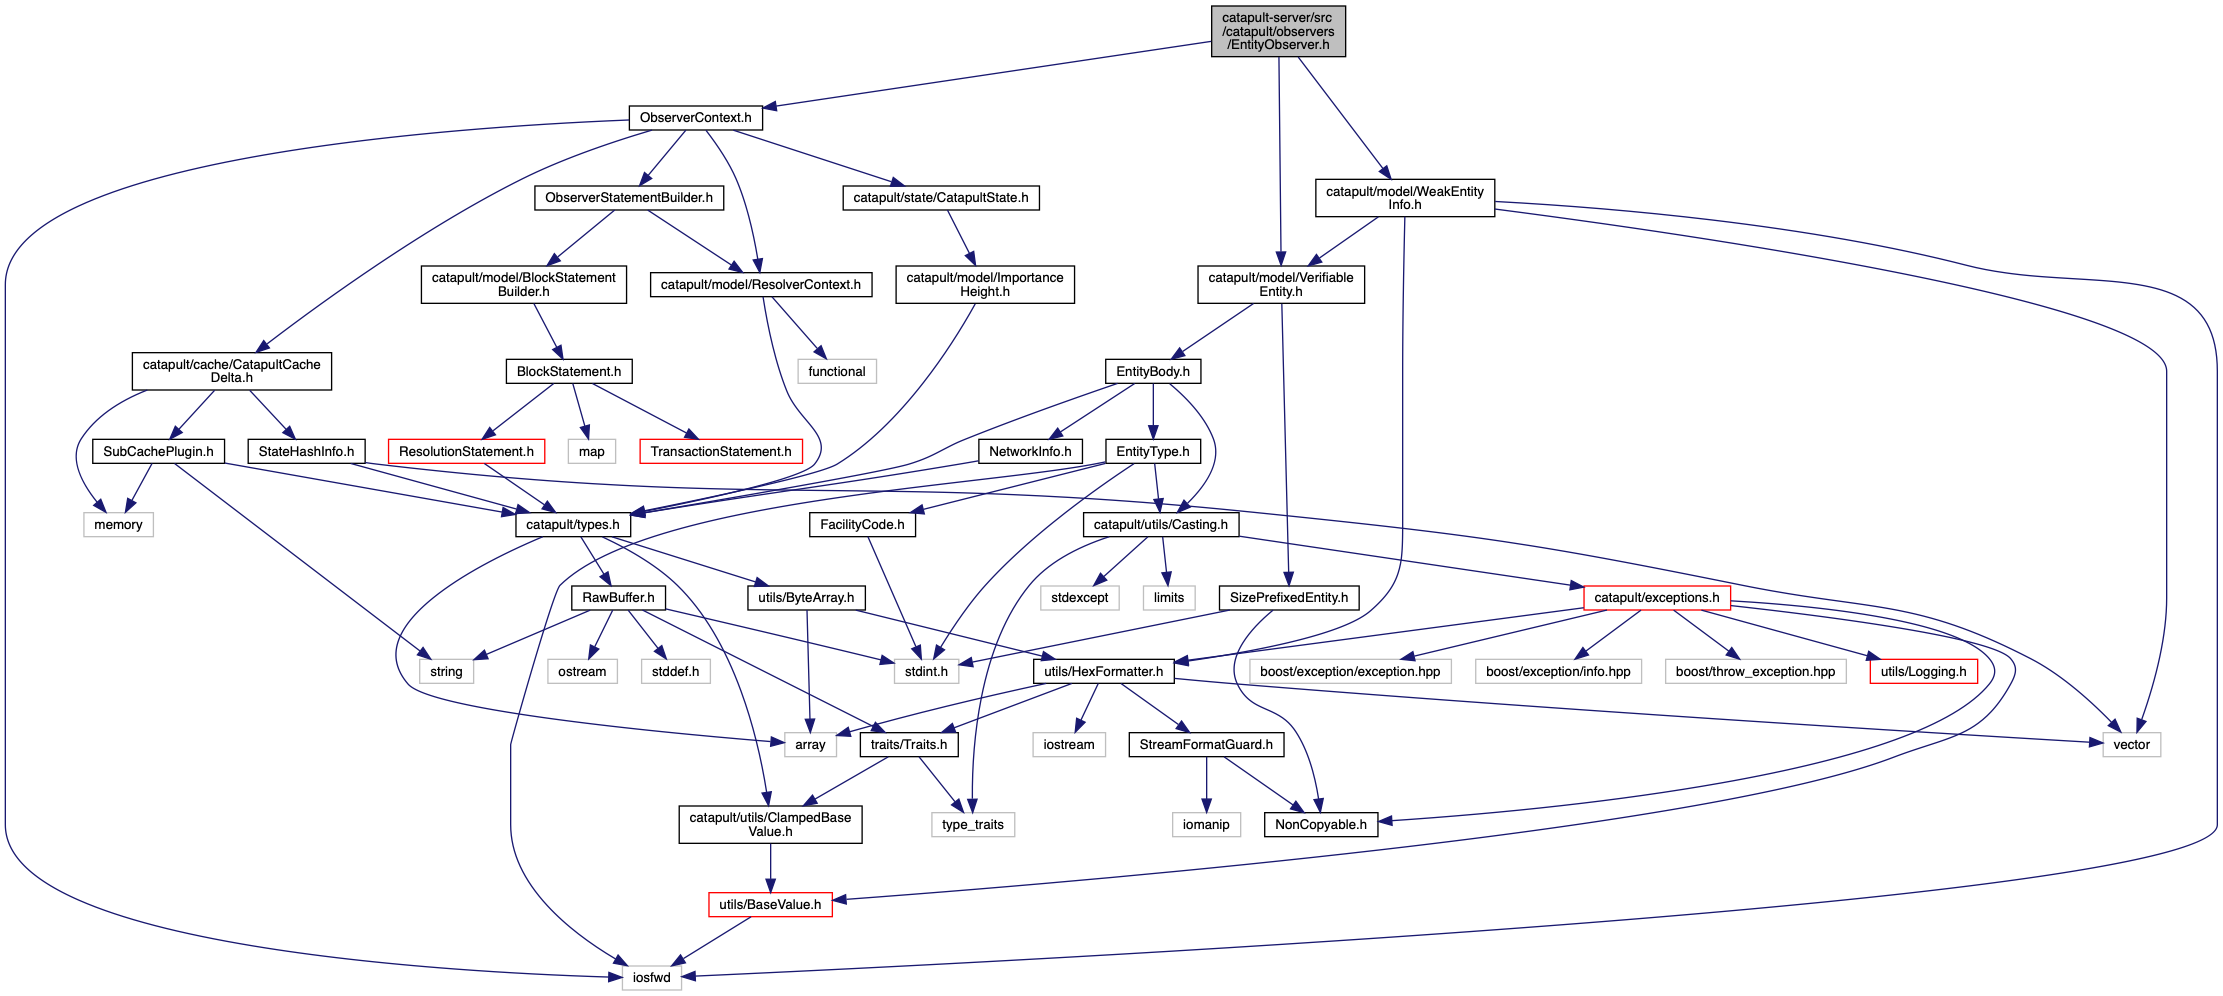 catapult-server/src
/catapult/observers
/EntityObserver.h
ObserverContext.h
ObserverStatementBuilder.h
catapult/state/CatapultState.h
catapult/model/WeakEntity
Info.h
catapult/model/BlockStatement
Builder.h
catapult/model/ResolverContext.h
catapult/model/Importance
Height.h
catapult/model/Verifiable
Entity.h
catapult/cache/CatapultCache
Delta.h
BlockStatement.h
functional
EntityBody.h
SubCachePlugin.h
StateHashInfo.h
ResolutionStatement.h
map
TransactionStatement.h
NetworkInfo.h
EntityType.h
memory
catapult/types.h
FacilityCode.h
catapult/utils/Casting.h
RawBuffer.h
utils/ByteArray.h
stdexcept
limits
SizePrefixedEntity.h
catapult/exceptions.h
string
ostream
stddef.h
stdint.h
utils/HexFormatter.h
boost/exception/exception.hpp
boost/exception/info.hpp
boost/throw_exception.hpp
utils/Logging.h
array
traits/Traits.h
iostream
StreamFormatGuard.h
vector
catapult/utils/ClampedBase
Value.h
type_traits
iomanip
NonCopyable.h
utils/BaseValue.h
iosfwd